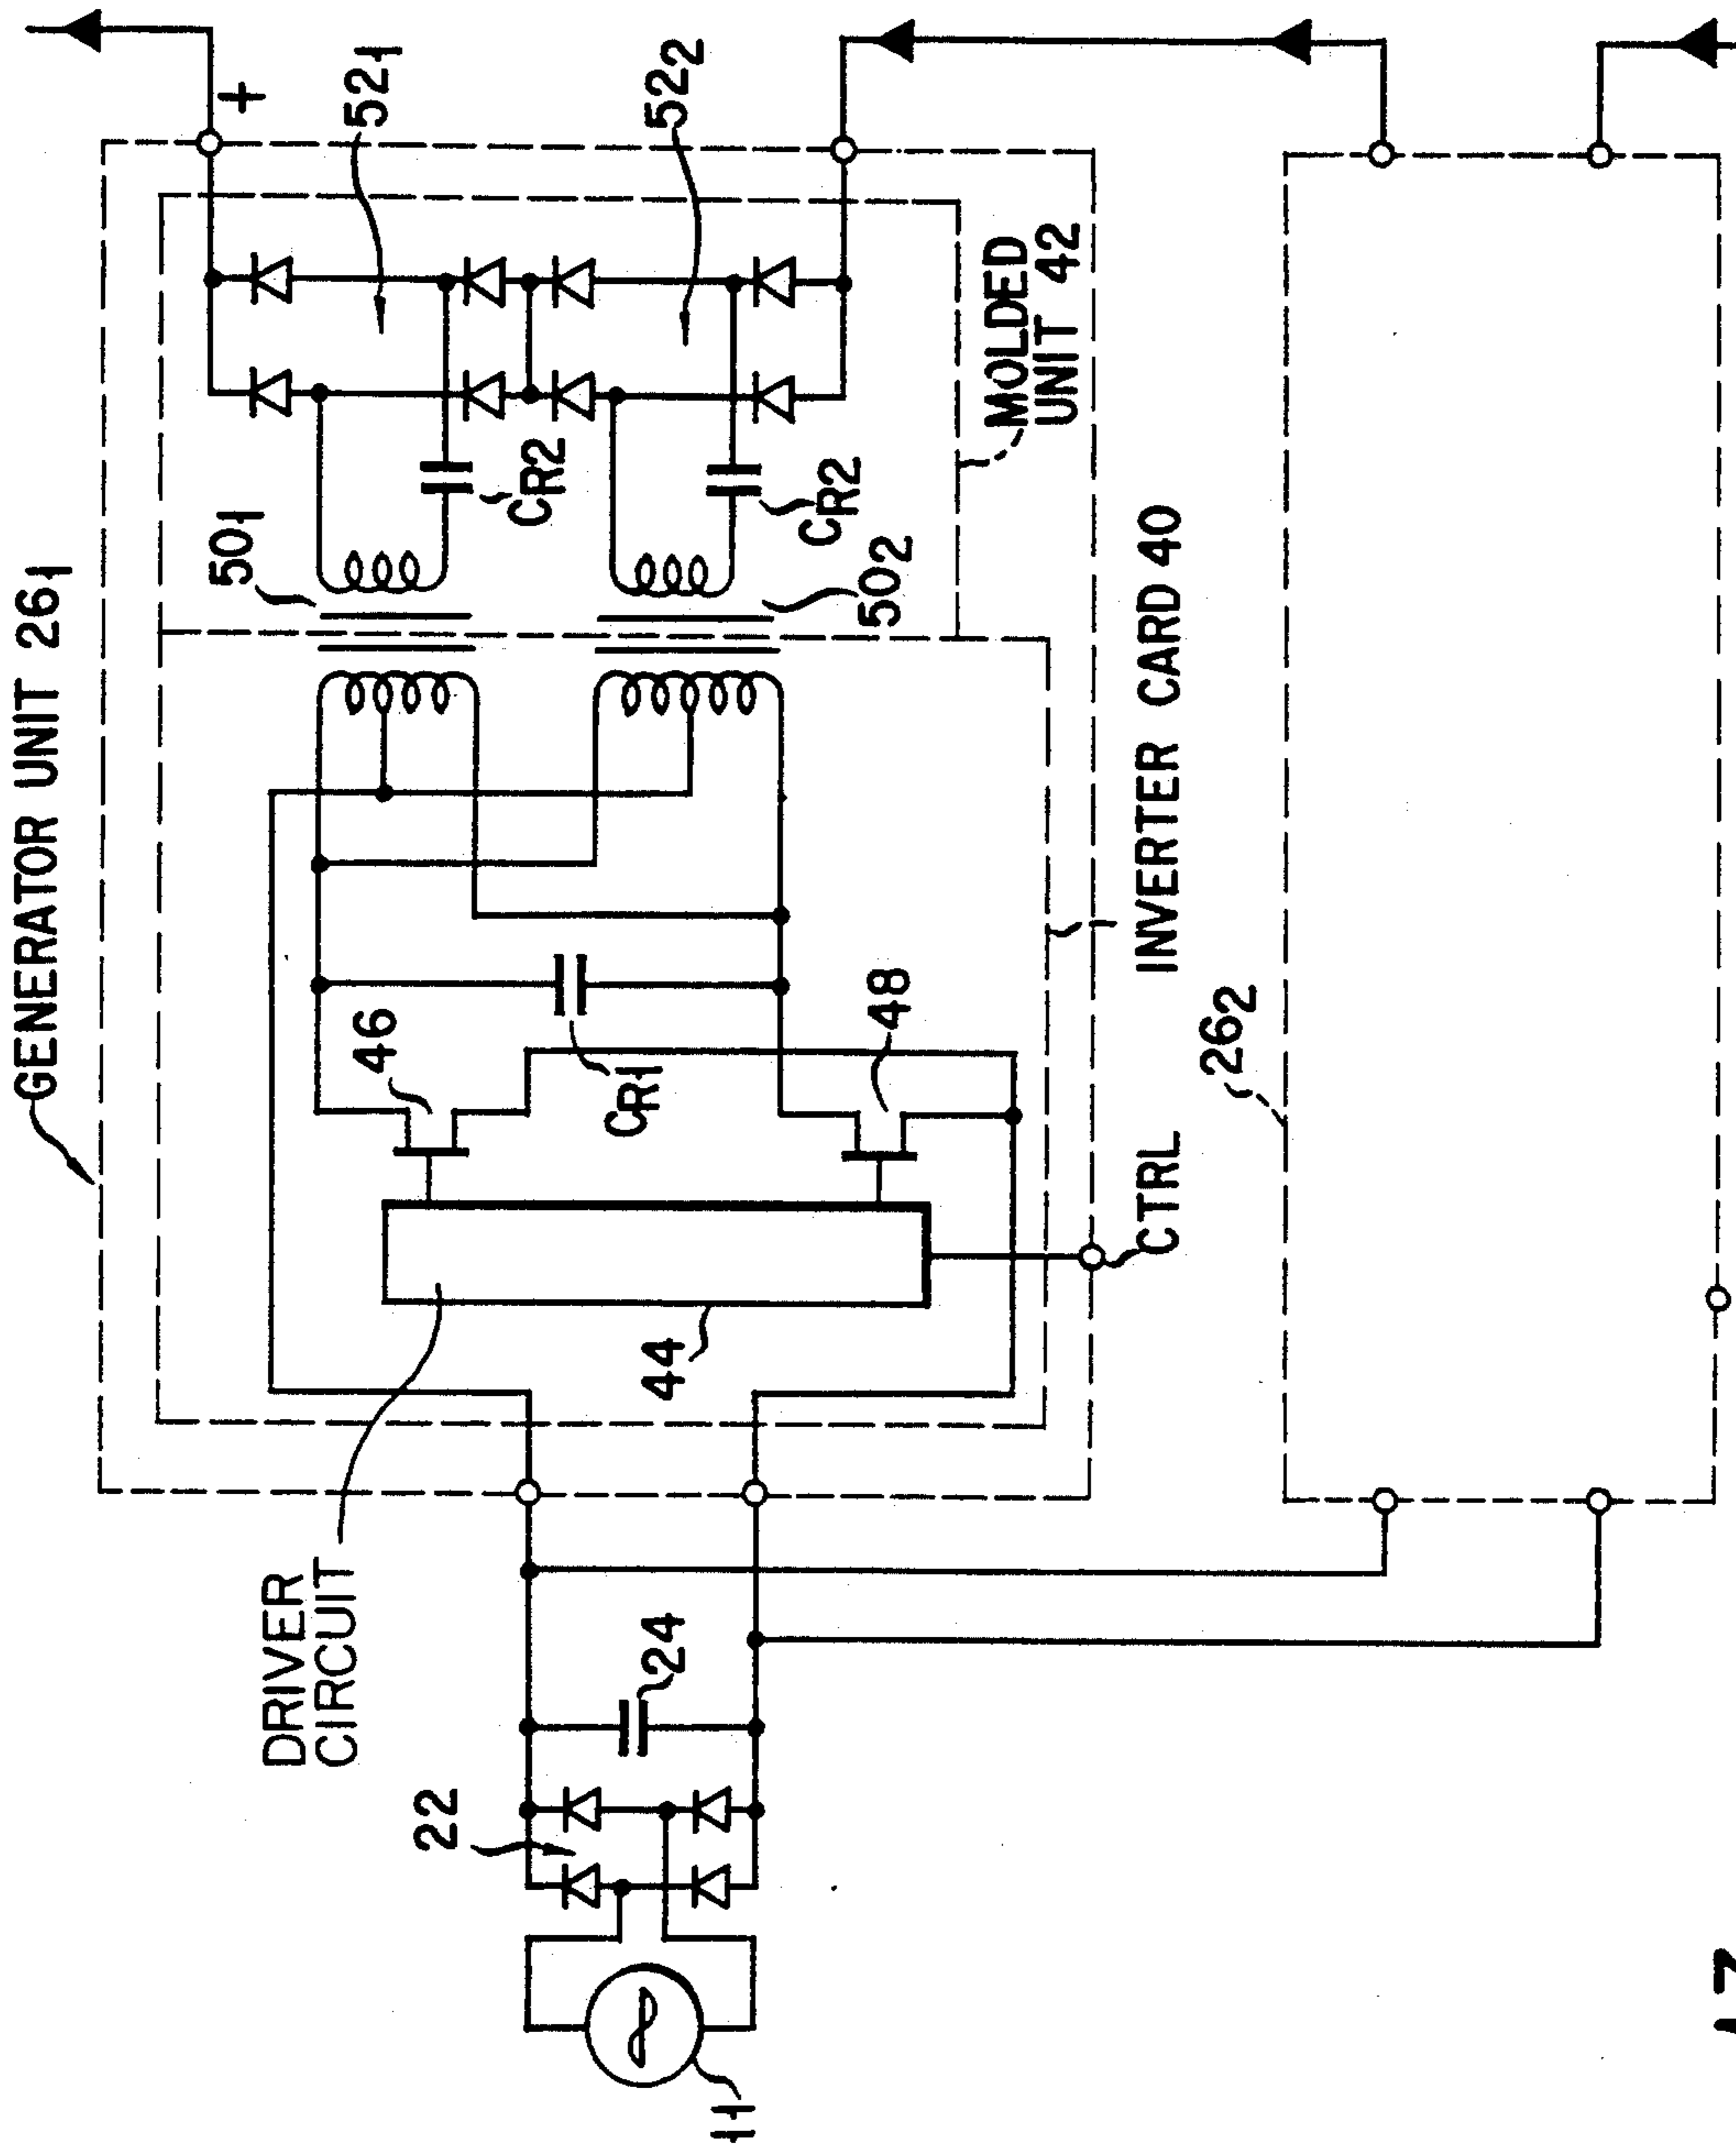 GENERATOR UNIT 26₁
+
52₁
52₂
50₁
50₂
CR2
CR2
MOLDED
UNIT 42
46
CR1
48
INVERTER CARD 40
44
CTRL
26₂
DRIVER
CIRCUIT
24
22
11